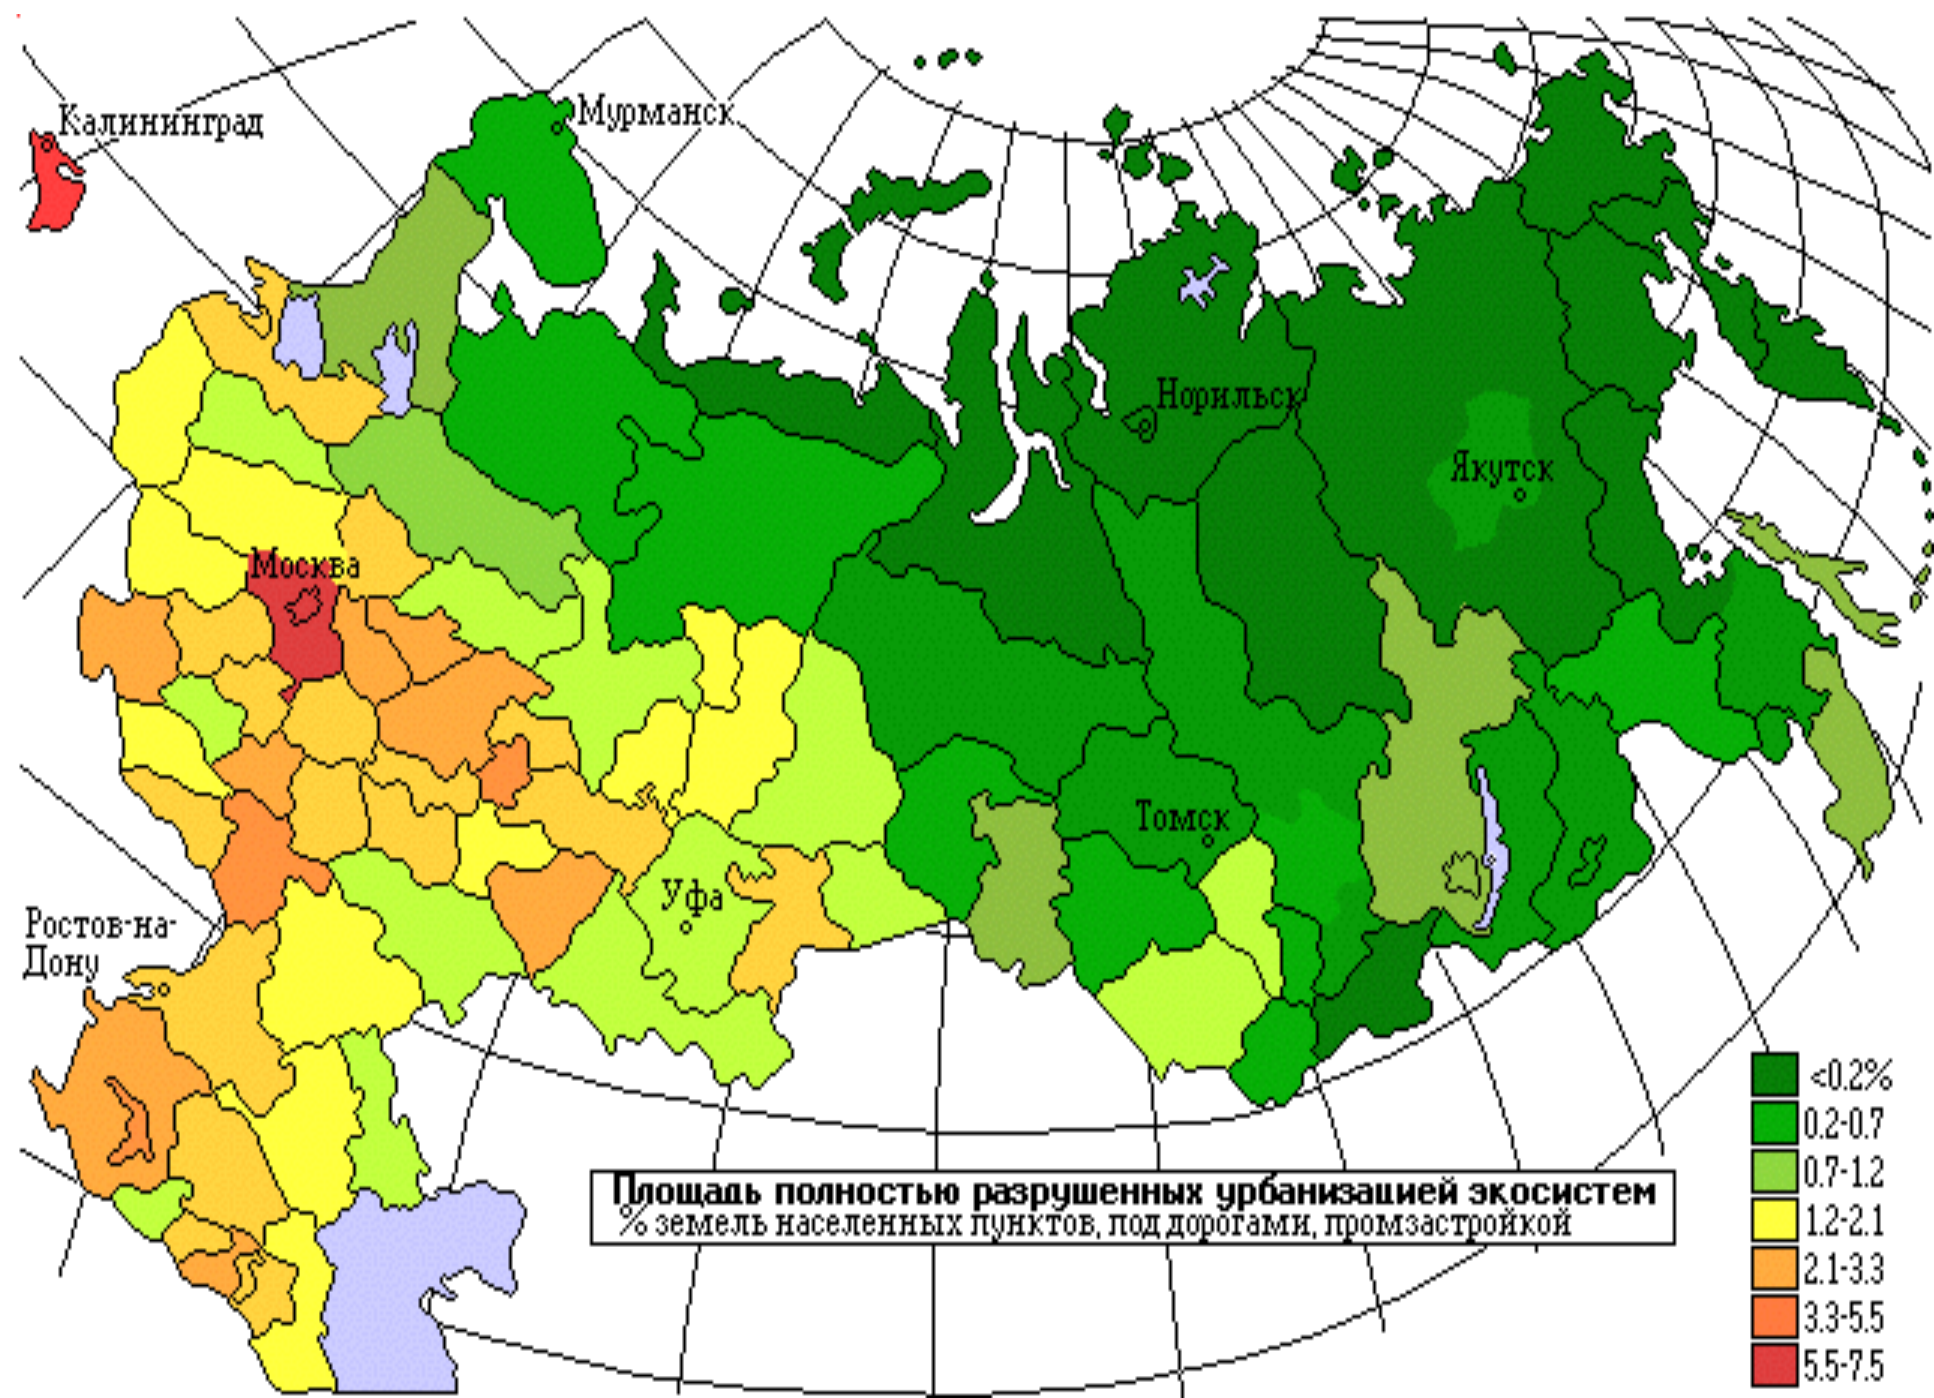 Калининград
Мурманск
Норильск
Якутск
Москва
Томск
Уфа
Ростов-на-
Дону
<0.2%
0.2-0.7
0.7-1.2
1.2-2.1
2.1-3.3
3.3-5.5
5.5-7.5
Площадь полностью разрушенных урбанизацией экосистем
% земель населенных пунктов, под дорогами, промзастройкой